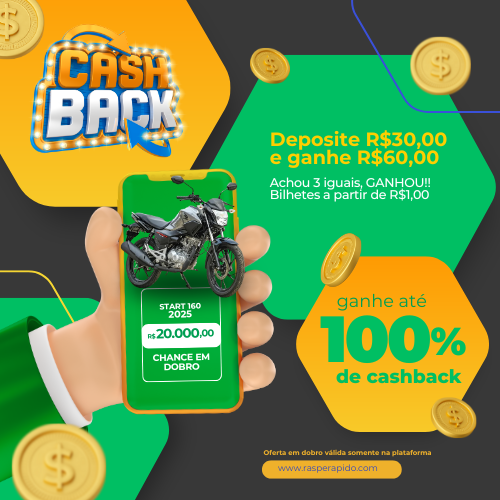 CASH
BACK
Deposite R$30,00
e ganhe R$60,00
Achou 3 iguais, GANHOU!!
Bilhetes a partir de R$1,00
START 160
2025
R$20.000,00
CHANCE EM
DOBRO
ganhe até
100%
de cashback
Oferta em dobro válida somente na plataforma
www.rasperapido.com